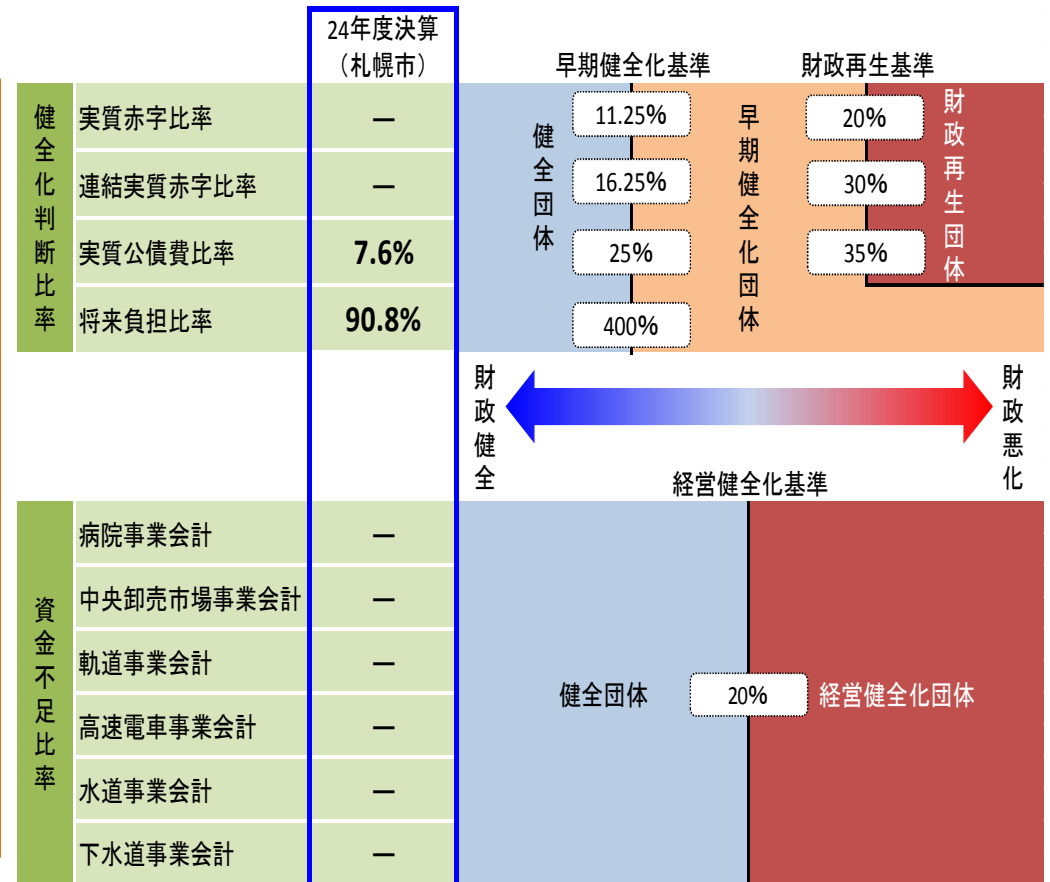 24年度決算
（札幌市）
早期健全化基準
財政再生基準
健全化判断比率
実質赤字比率
—
連結実質赤字比率
—
実質公債費比率
7.6%
将来負担比率
90.8%
健全団体
11.25%
16.25%
25%
400%
早期健全化団体
20%
30%
35%
財政再生団体
財政健全
財政悪化
経営健全化基準
資金不足比率
病院事業会計
—
中央卸売市場事業会計
—
軌道事業会計
—
高速電車事業会計
—
水道事業会計
—
下水道事業会計
—
健全団体
20%
経営健全化団体